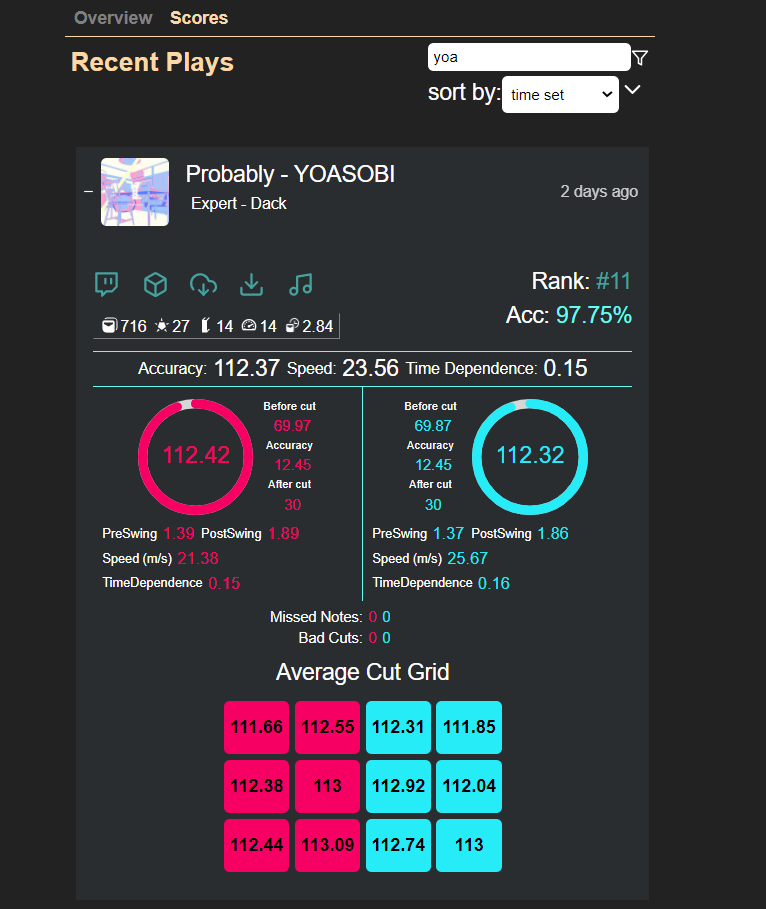 Overview Scores
Recent Plays
yoa
sort by: time set
Probably - YOASOBI
Expert - Dack
2 days ago
Rank: #11
Acc: 97.75%
716 27 14 14 2.84
Accuracy: 112.37 Speed: 23.56 Time Dependence: 0.15
112.42
Before cut
69.97
Accuracy
12.45
After cut
30
PreSwing 1.39 PostSwing 1.89
Speed (m/s) 21.38
TimeDependence 0.15
Before cut
69.87
Accuracy
12.45
After cut
30
112.32
PreSwing 1.37 PostSwing 1.86
Speed (m/s) 25.67
TimeDependence 0.16
Missed Notes: 0 0
Bad Cuts: 0 0
Average Cut Grid
111.66 112.55 112.31 111.85
112.38 113 112.92 112.04
112.44 113.09 112.74 113